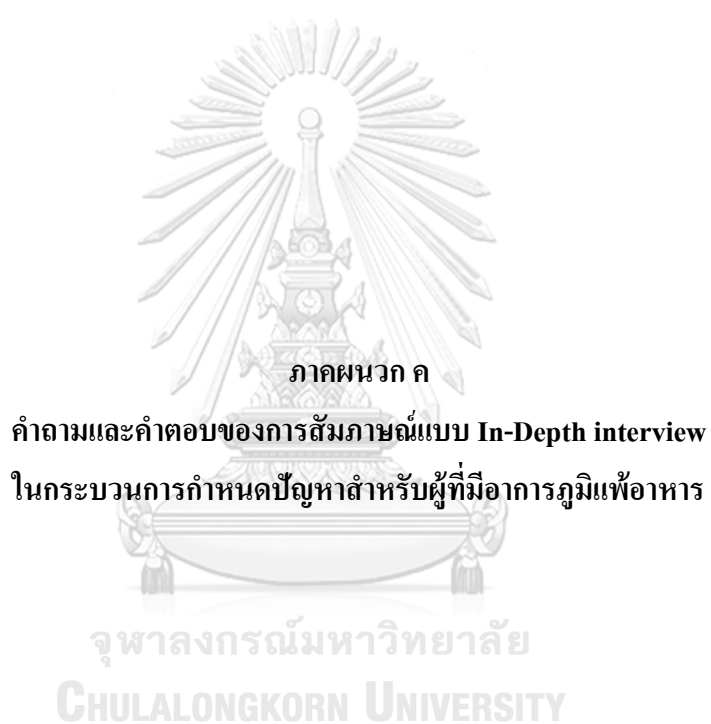 ภาคผนวก ค
คำถามและคำตอบของการสัมภาษณ์แบบ In-Depth interview
ในกระบวนการกำหนดปัญหาสำหรับผู้ที่มีอาการภูมิแพ้อาหาร
จุฬาลงกรณ์มหาวิทยาลัย
CHULALONGKORN UNIVERSITY